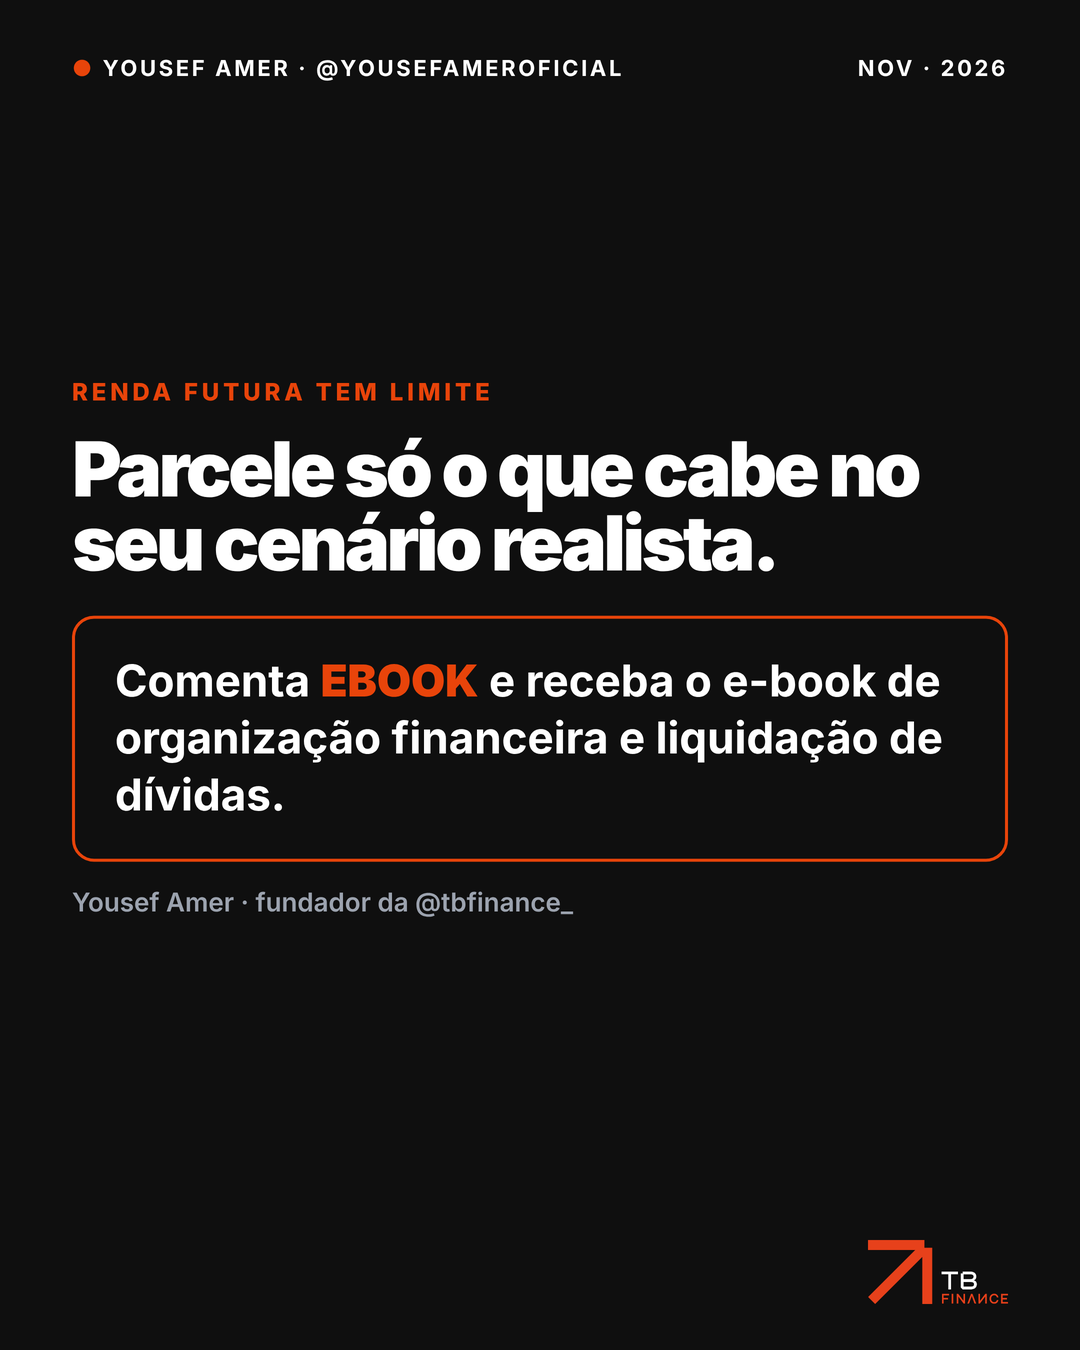 YOUSEF AMER · @YOUSEFAMEROFICIAL
NOV · 2026
RENDA FUTURA TEM LIMITE
Parcele só o que cabe no
seu cenário realista.
Comenta EBOOK e receba o e-book de
organização financeira e liquidação de
dívidas.
Yousef Amer · fundador da @tbfinance_
TB
FINANCE